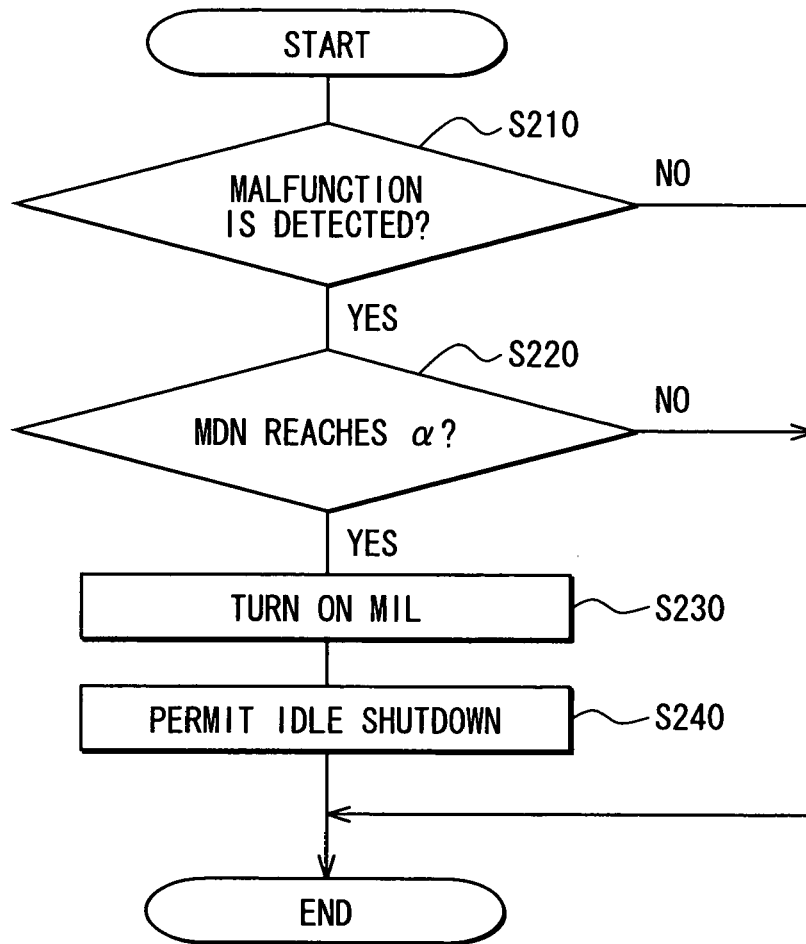 START
S210
MALFUNCTION
IS DETECTED?
NO
YES
S220
MDN REACHES α?
NO
YES
TURN ON MIL
S230
PERMIT IDLE SHUTDOWN
S240
END